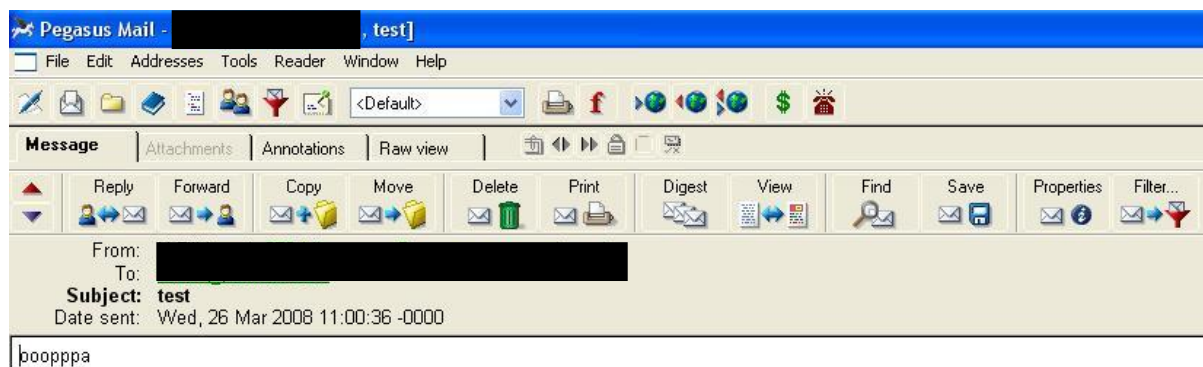 Pegasus Mail - , test]
File Edit Addresses Tools Reader Window Help
<Default>
Message Attachments Annotations Raw view
Reply Forward Copy Move Delete Print Digest View Find Save Properties Filter...
From:
To:
Subject: test
Date sent: Wed, 26 Mar 2008 11:00:36 -0000
booopppa